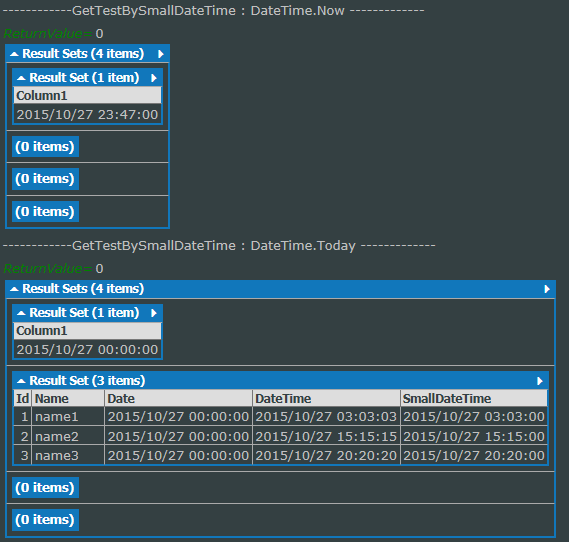 ------------GetTestBySmallDateTime : DateTime.Now -------------
ReturnValue= 0
Result Sets (4 items)
Result Set (1 item)
Column1
2015/10/27 23:47:00
(0 items)
(0 items)
(0 items)
------------GetTestBySmallDateTime : DateTime.Today -------------
ReturnValue= 0
Result Sets (4 items)
Result Set (1 item)
Column1
2015/10/27 00:00:00
Result Set (3 items)
Id Name Date DateTime SmallDateTime
1 name1 2015/10/27 00:00:00 2015/10/27 03:03:03 2015/10/27 03:03:00
2 name2 2015/10/27 00:00:00 2015/10/27 15:15:15 2015/10/27 15:15:00
3 name3 2015/10/27 00:00:00 2015/10/27 20:20:20 2015/10/27 20:20:00
(0 items)
(0 items)